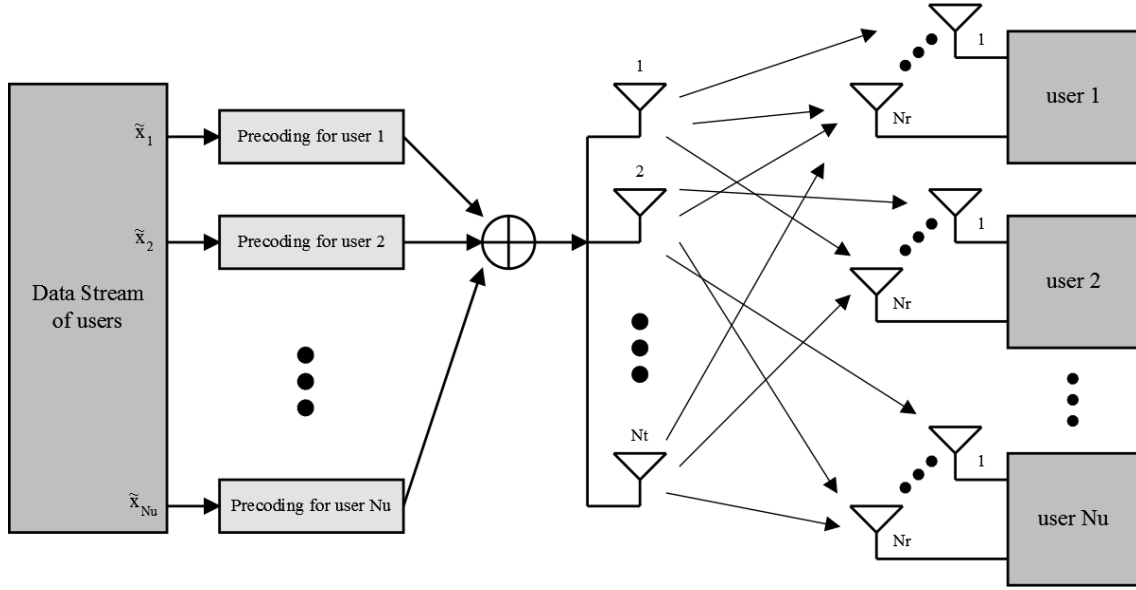 Data Stream
of users
x̃₁
x̃₂
x̃Nu
Precoding for user 1
Precoding for user 2
Precoding for user Nu
1
2
Nt
1
Nr
user 1
1
Nr
user 2
1
Nr
user Nu